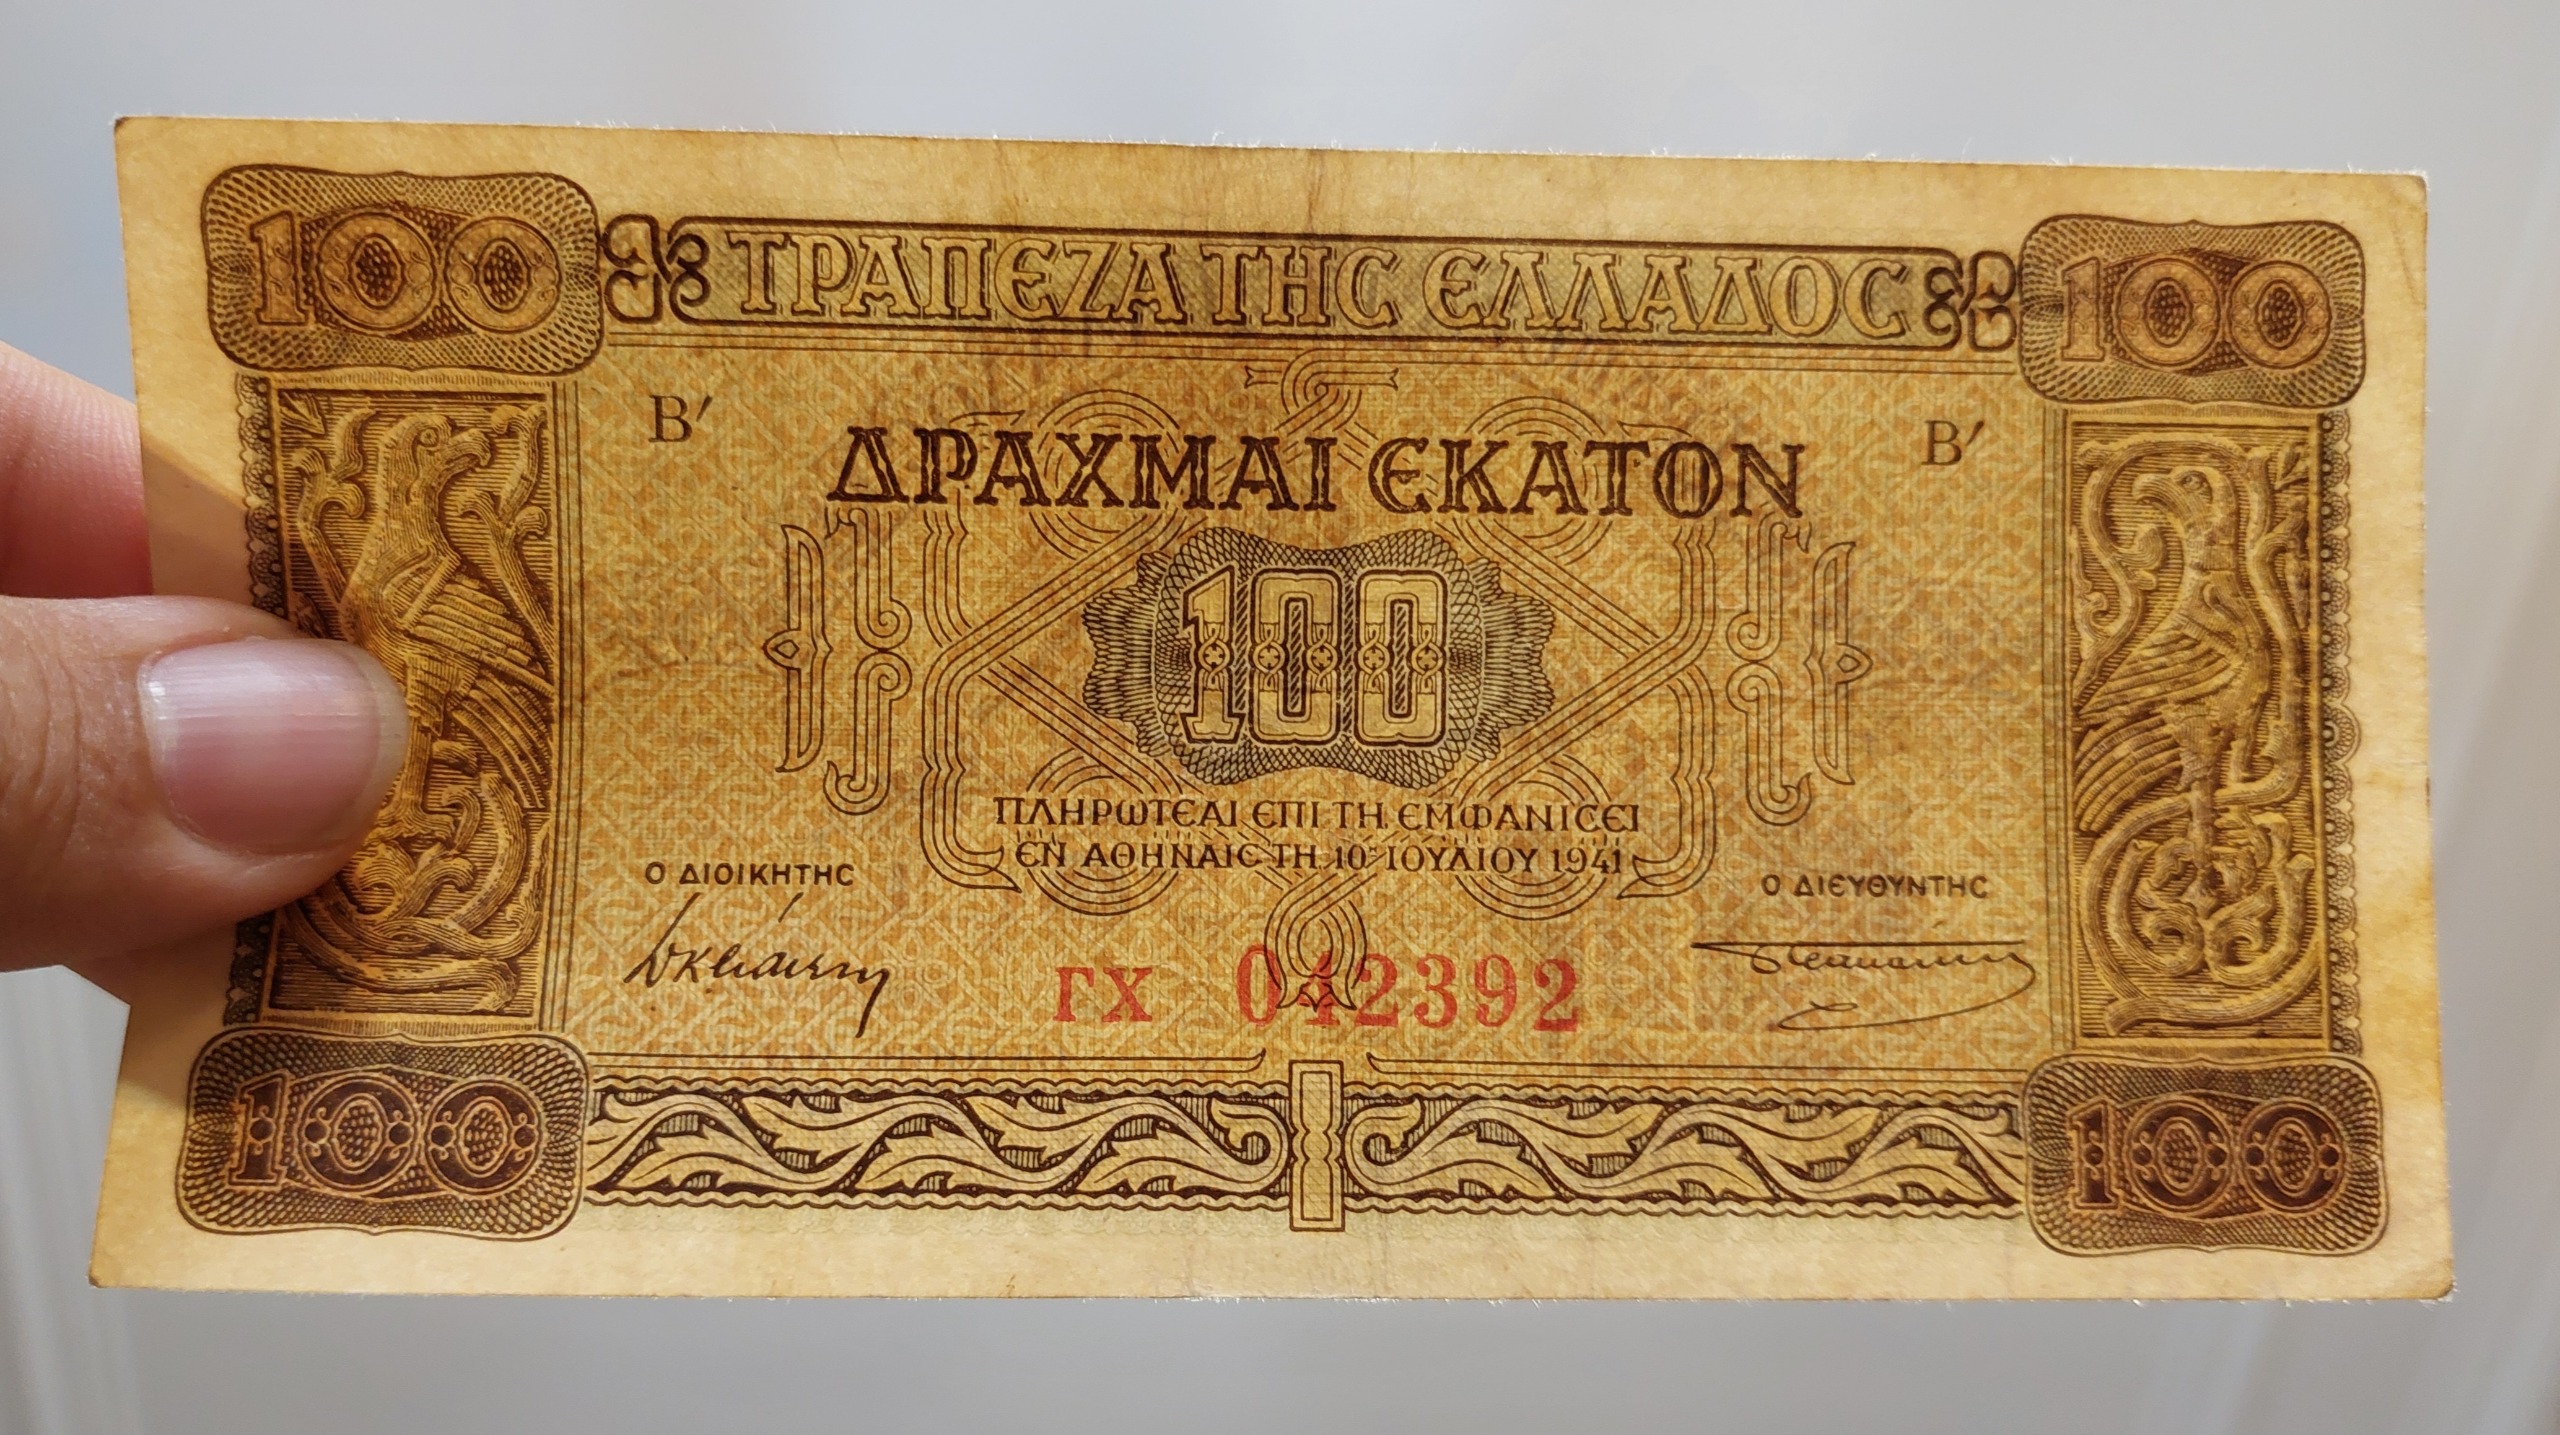 100 ΤΡΑΠΕΖΑ ΤΗΣ ΕΛΛΑΔΟΣ 100
Β′ Β′
ΔΡΑΧΜΑΙ ΕΚΑΤΟΝ
100
ΠΛΗΡΩΤΕΑΙ ΕΠΙ ΤΗ ΕΜΦΑΝΙΣΕΙ
ΕΝ ΑΘΗΝΑΙΣ ΤΗ 10 ΙΟΥΛΙΟΥ 1941
Ο ΔΙΟΙΚΗΤΗΣ Ο ΔΙΕΥΘΥΝΤΗΣ
ΓΧ 042392
100 100